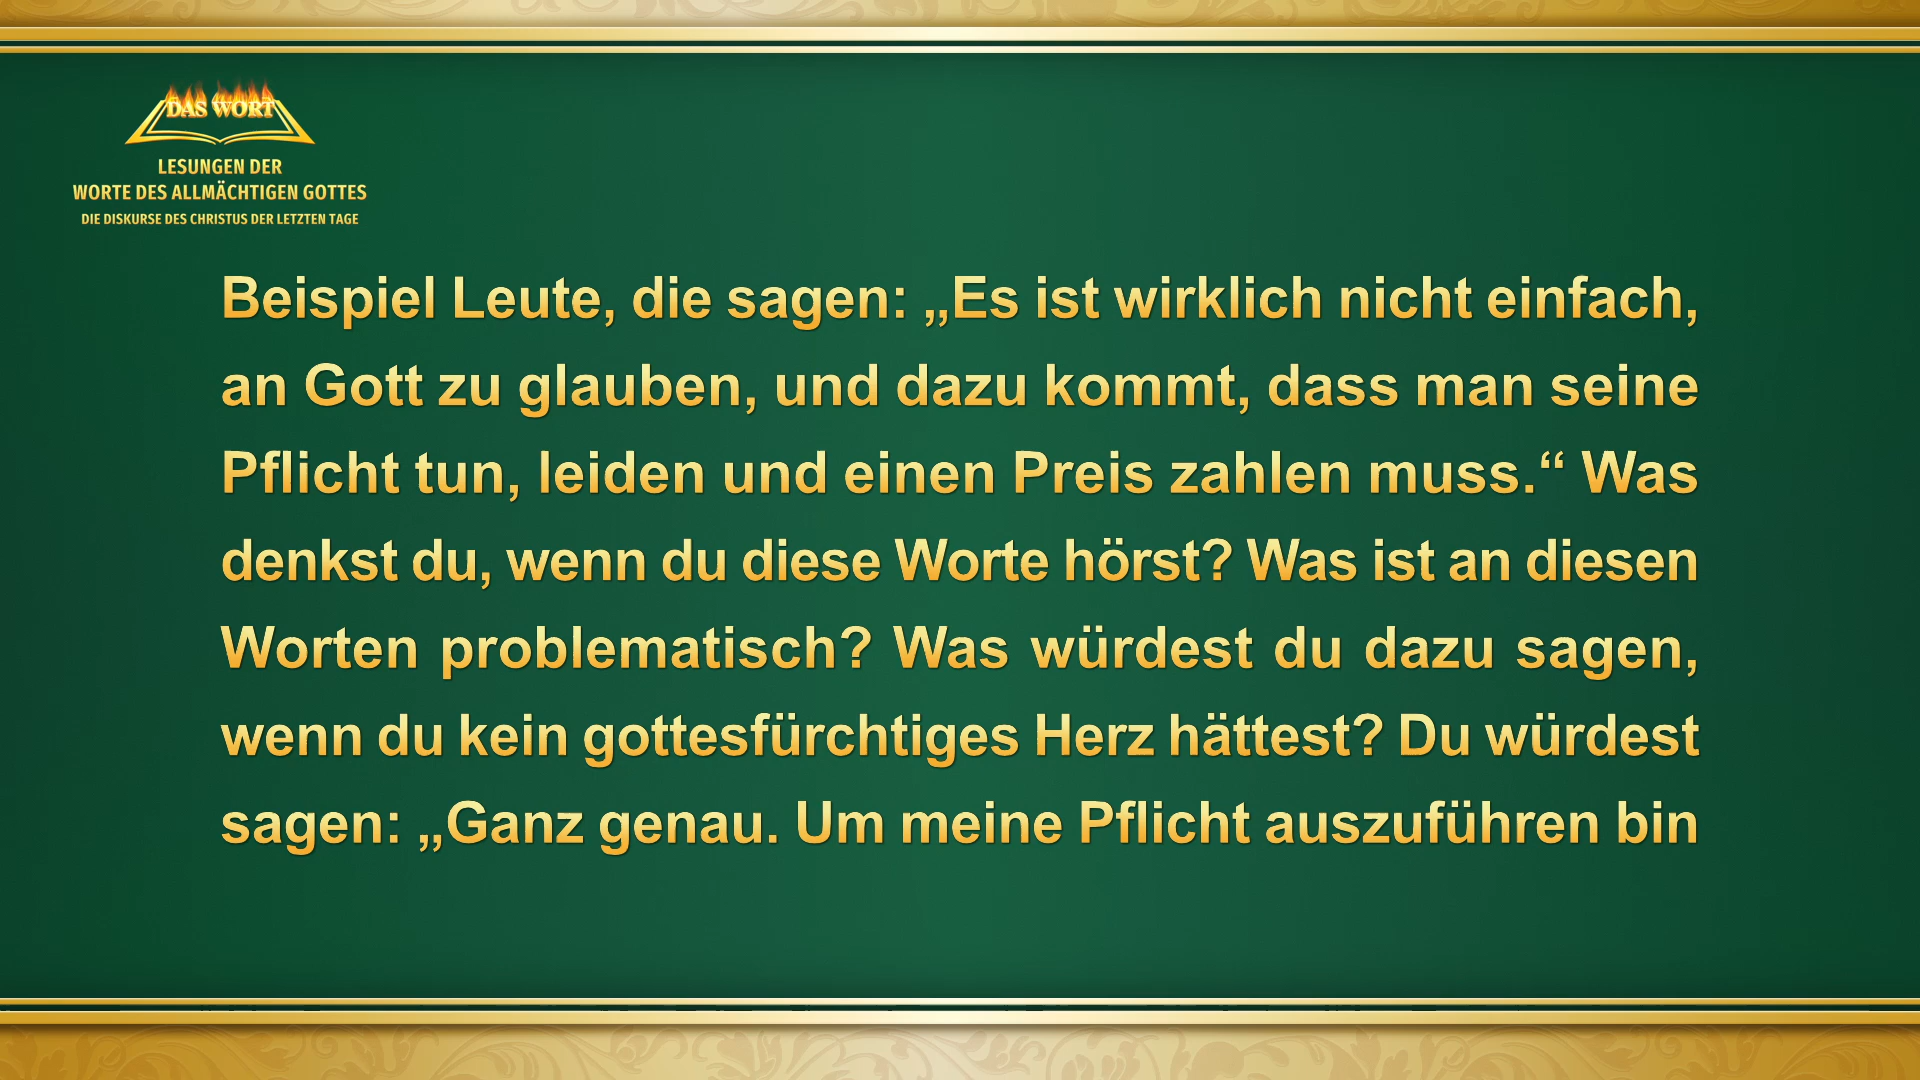 DAS WORT
LESUNGEN DER
WORTE DES ALLMÄCHTIGEN GOTTES
DIE DISKURSE DES CHRISTUS DER LETZTEN TAGE
Beispiel Leute, die sagen: „Es ist wirklich nicht einfach,
an Gott zu glauben, und dazu kommt, dass man seine
Pflicht tun, leiden und einen Preis zahlen muss.“ Was
denkst du, wenn du diese Worte hörst? Was ist an diesen
Worten problematisch? Was würdest du dazu sagen,
wenn du kein gottesfürchtiges Herz hättest? Du würdest
sagen: „Ganz genau. Um meine Pflicht auszuführen bin